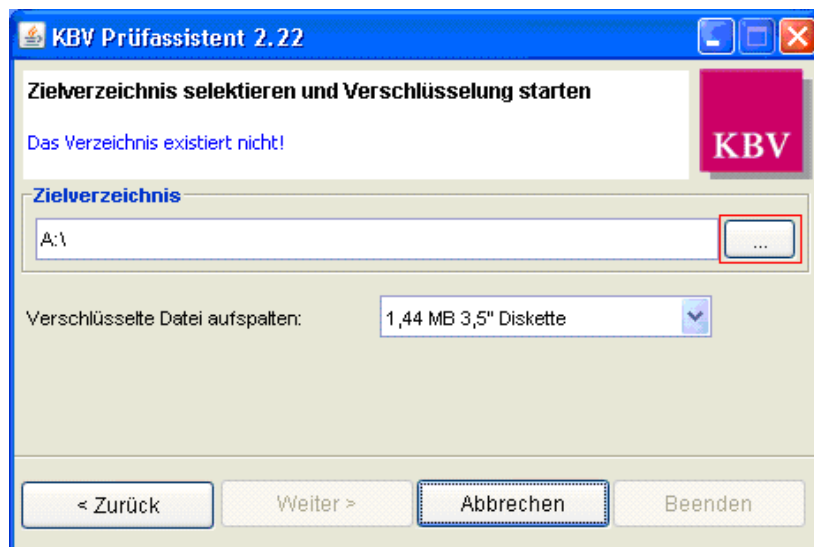 KBV Prüfassistent 2.22
Zielverzeichnis selektieren und Verschlüsselung starten
Das Verzeichnis existiert nicht!
KBV
Zielverzeichnis
A:\
...
Verschlüsselte Datei aufspalten:
1,44 MB 3,5" Diskette
< Zurück
Weiter >
Abbrechen
Beenden